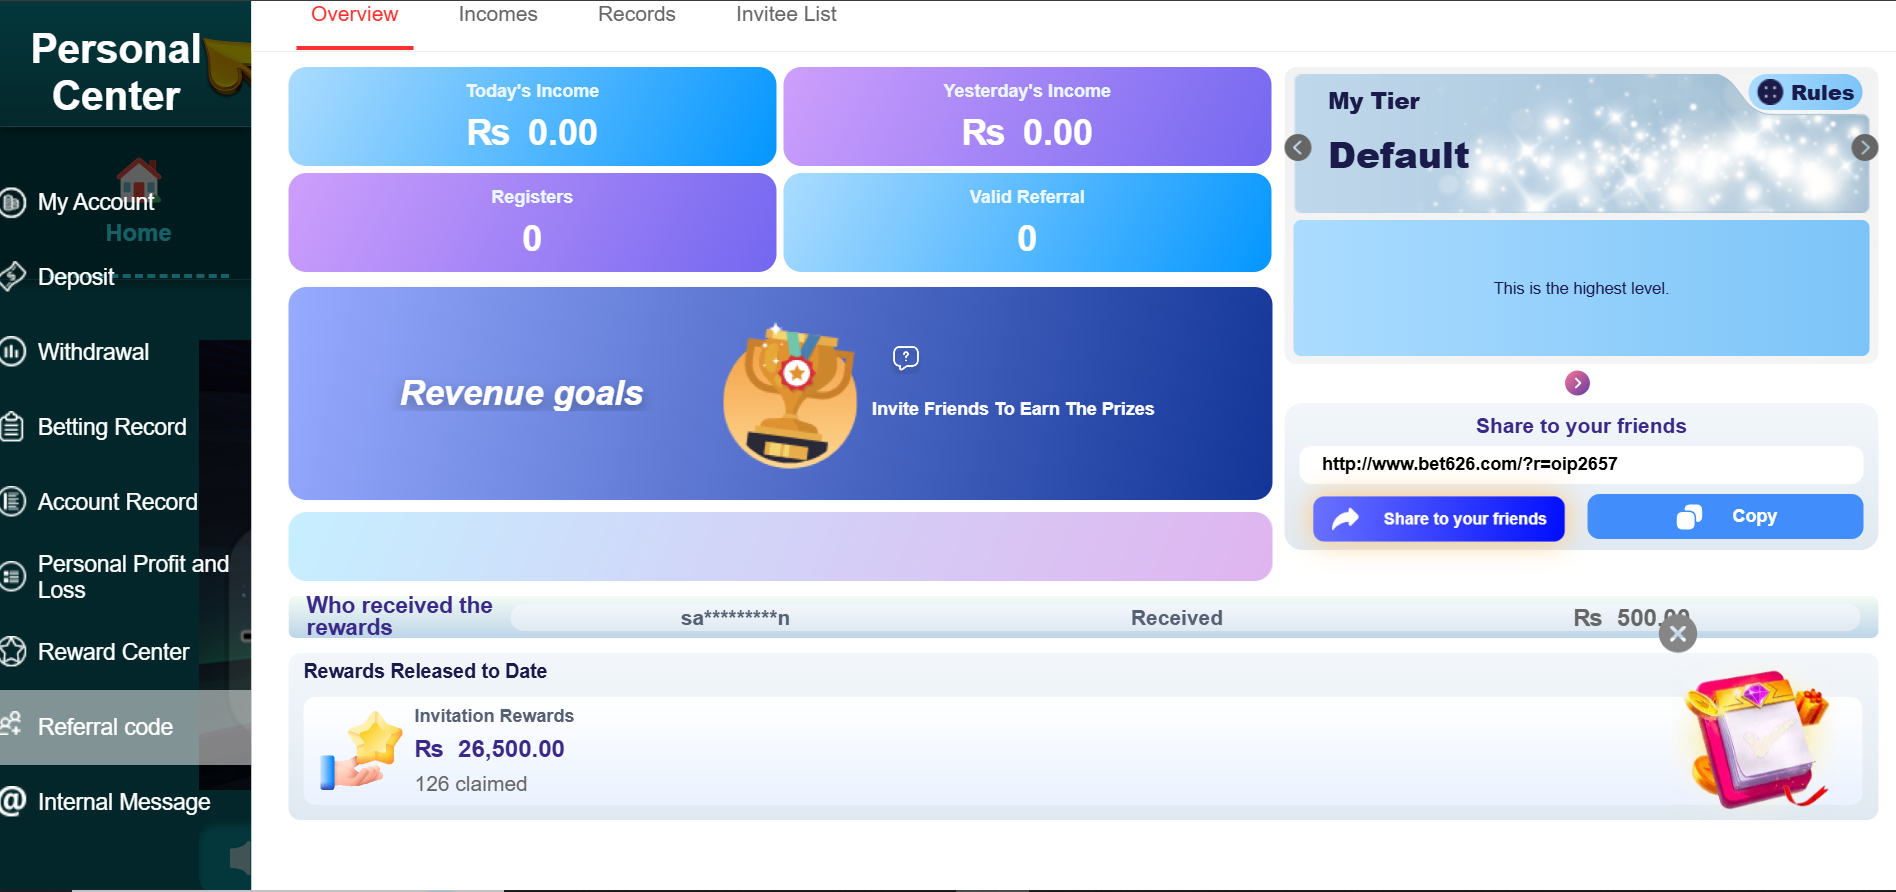 Personal
Center
My Account
Home
Deposit
Withdrawal
Betting Record
Account Record
Personal Profit and
Loss
Reward Center
Referral code
Internal Message
Overview
Incomes
Records
Invitee List
Today's Income
Rs 0.00
Yesterday's Income
Rs 0.00
Registers
0
Valid Referral
0
Revenue goals
Invite Friends To Earn The Prizes
My Tier
Default
Rules
This is the highest level.
Share to your friends
http://www.bet626.com/?r=oip2657
Share to your friends
Copy
Who received the
rewards
sa*********n
Received
Rs 500.00
Rewards Released to Date
Invitation Rewards
Rs 26,500.00
126 claimed